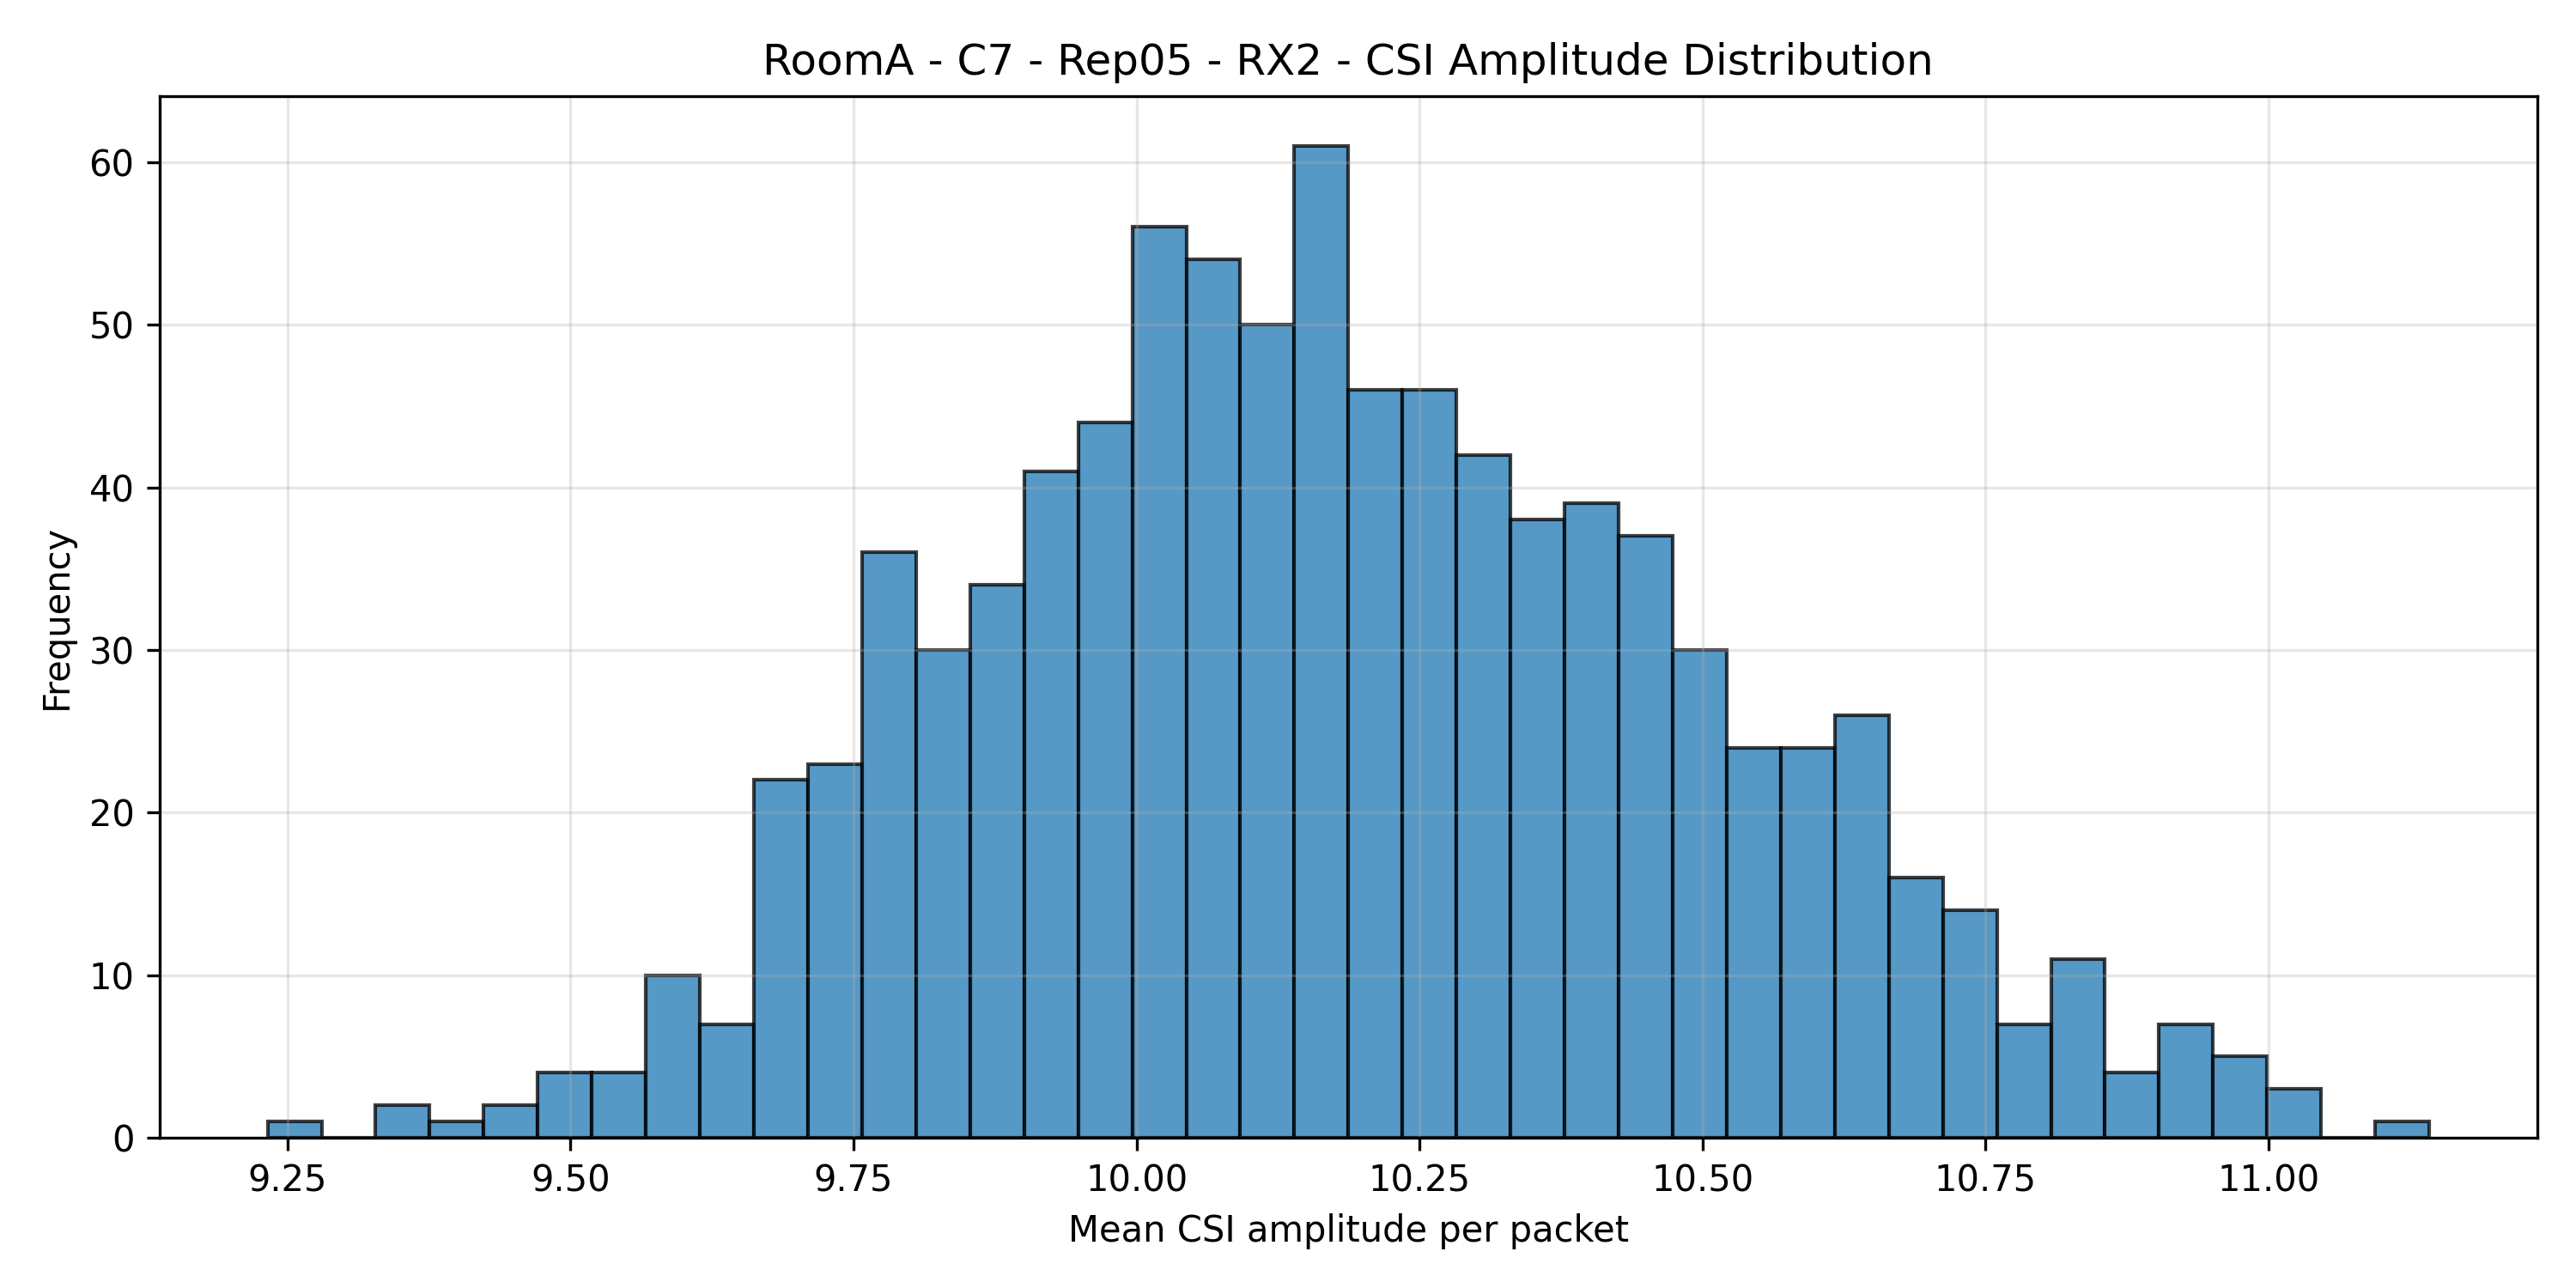 RoomA - C7 - Rep05 - RX2 - CSI Amplitude Distribution
Frequency
60
50
40
30
20
10
0
9.25 9.50 9.75 10.00 10.25 10.50 10.75 11.00
Mean CSI amplitude per packet